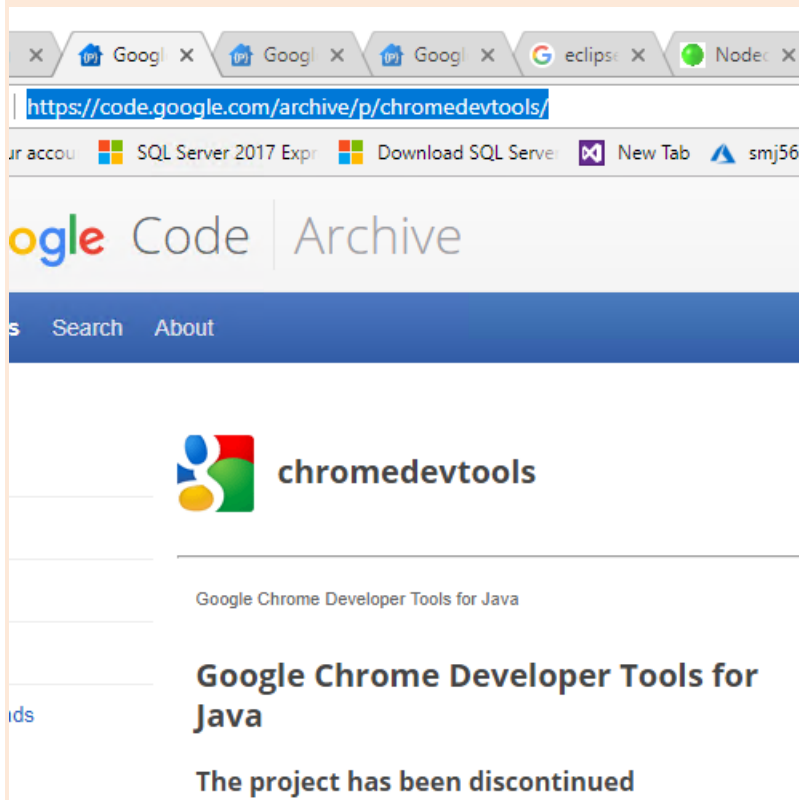 Googl Googl Googl eclipse Nodec
https://code.google.com/archive/p/chromedevtools/
ur accou SQL Server 2017 Expr Download SQL Server New Tab smj56
ogle Code Archive
s Search About
chromedevtools
Google Chrome Developer Tools for Java
Google Chrome Developer Tools for
Java
nds
The project has been discontinued